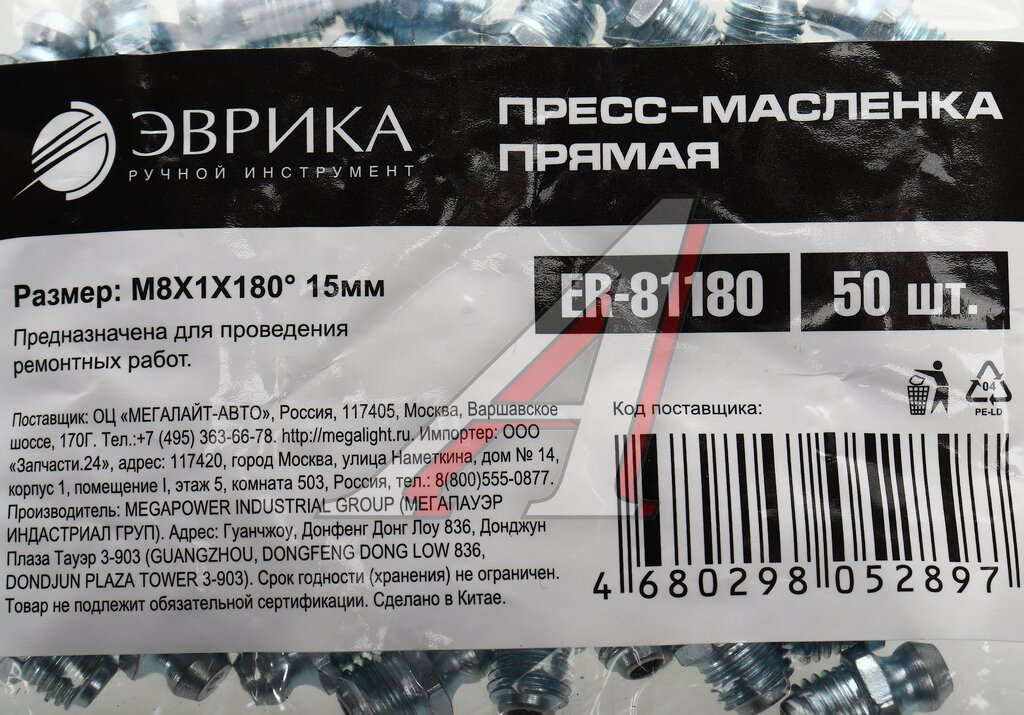 ЭВРИКА
РУЧНОЙ ИНСТРУМЕНТ
ПРЕСС-МАСЛЕНКА
ПРЯМАЯ
Размер: М8Х1Х180° 15мм
Предназначена для проведения
ремонтных работ.
ER-81180
50 шт.
04
PE-LD
Поставщик: ОЦ «МЕГАЛАЙТ-АВТО», Россия, 117405, Москва, Варшавское
шоссе, 170Г. Тел.:+7 (495) 363-66-78. http://megalight.ru. Импортер: ООО
«Запчасти.24», адрес: 117420, город Москва, улица Наметкина, дом № 14,
корпус 1, помещение I, этаж 5, комната 503, Россия, тел.: 8(800)555-0877.
Производитель: MEGAPOWER INDUSTRIAL GROUP (МЕГАПАУЭР
ИНДАСТРИАЛ ГРУП). Адрес: Гуанчжоу, Донфенг Донг Лоу 836, Донджун
Плаза Тауэр 3-903 (GUANGZHOU, DONGFENG DONG LOW 836,
DONDJUN PLAZA TOWER 3-903). Срок годности (хранения) не ограничен.
Товар не подлежит обязательной сертификации. Сделано в Китае.
Код поставщика:
4 680298 052897